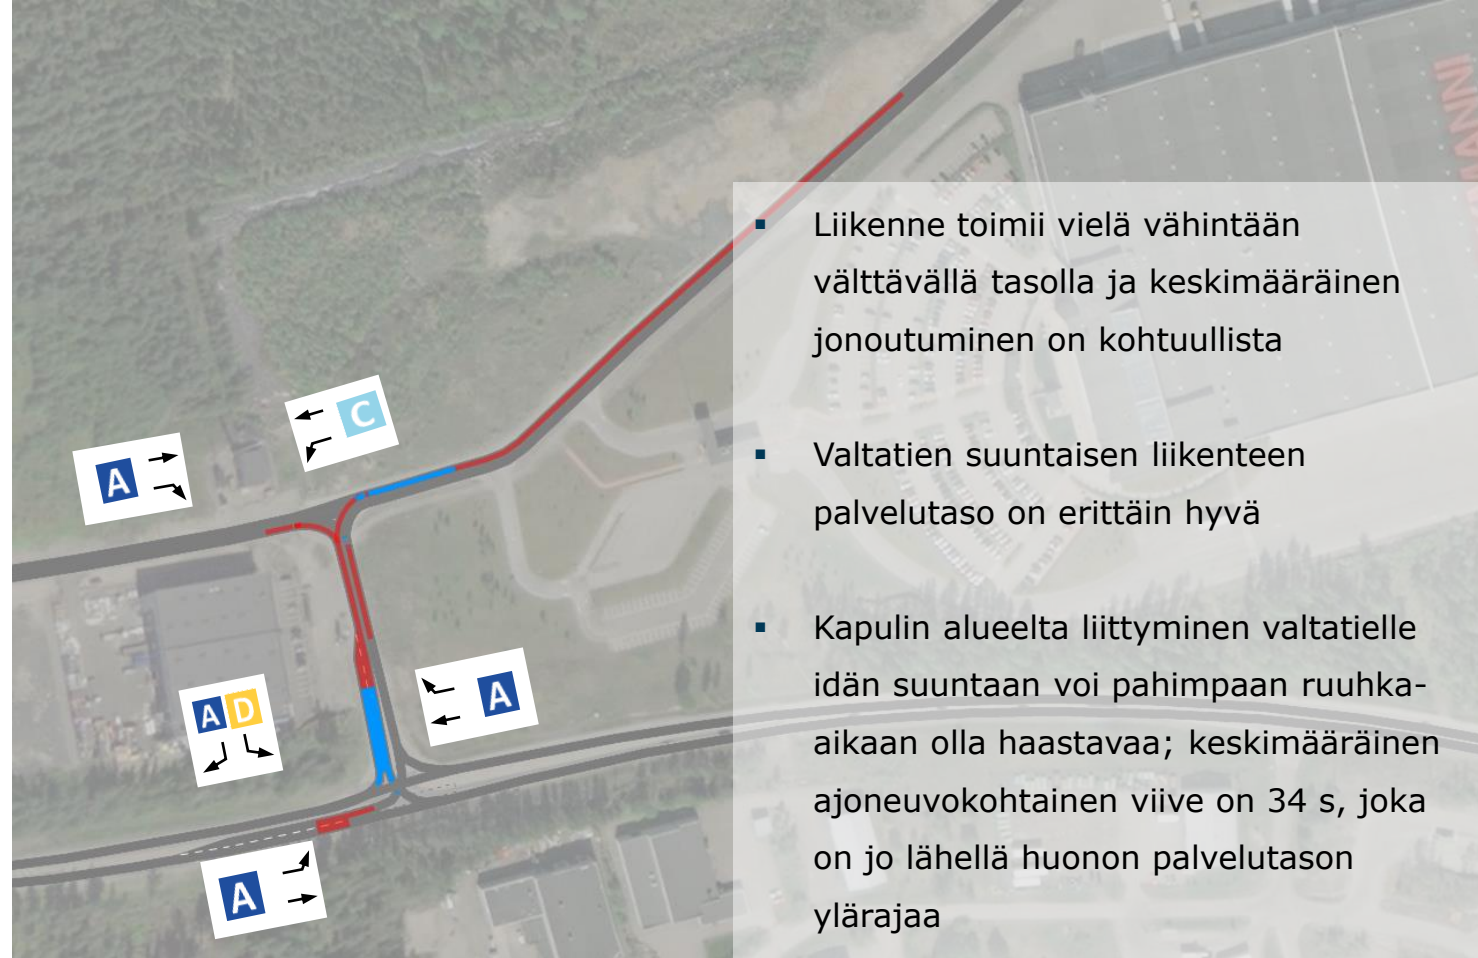 Liikenne toimii vielä vähintään
välttävällä tasolla ja keskimääräinen
jonoutuminen on kohtuullista
Valtatien suuntaisen liikenteen
palvelutaso on erittäin hyvä
Kapulin alueelta liittyminen valtatielle
idän suuntaan voi pahimpaan ruuhka-
aikaan olla haastavaa; keskimääräinen
ajoneuvokohtainen viive on 34 s, joka
on jo lähellä huonon palvelutason
ylärajaa
C
A
A D
A
A